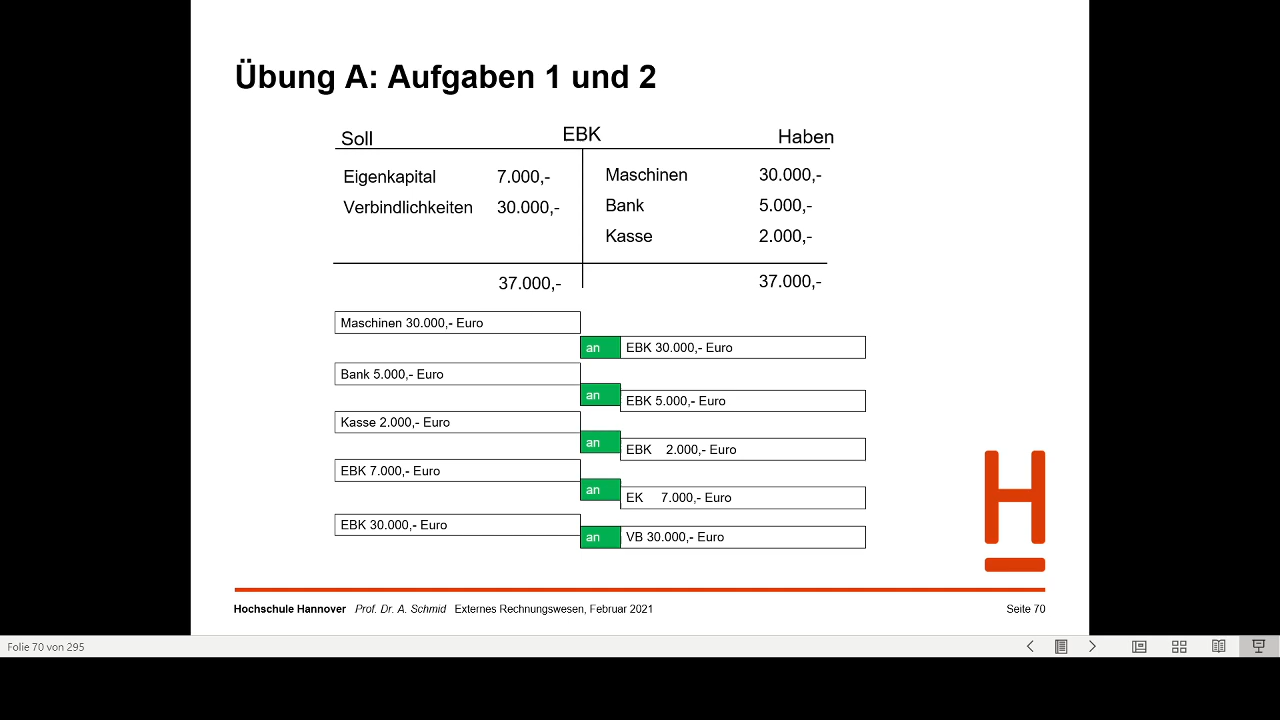 Übung A: Aufgaben 1 und 2
Soll EBK Haben
Eigenkapital 7.000,- Maschinen 30.000,-
Verbindlichkeiten 30.000,- Bank 5.000,-
Kasse 2.000,-
37.000,- 37.000,-
Maschinen 30.000,- Euro
an EBK 30.000,- Euro
Bank 5.000,- Euro
an EBK 5.000,- Euro
Kasse 2.000,- Euro
an EBK 2.000,- Euro
EBK 7.000,- Euro
an EK 7.000,- Euro
EBK 30.000,- Euro
an VB 30.000,- Euro
H
Hochschule Hannover Prof. Dr. A. Schmid Externes Rechnungswesen, Februar 2021 Seite 70
Folie 70 von 295